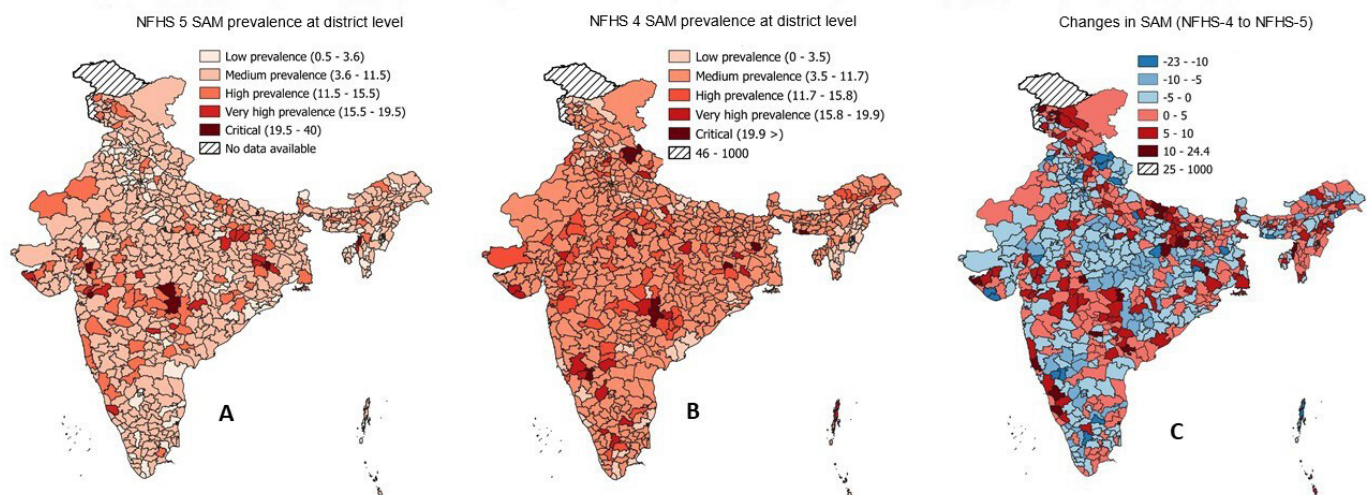 NFHS 5 SAM prevalence at district level
Low prevalence (0.5 - 3.6)
Medium prevalence (3.6 - 11.5)
High prevalence (11.5 - 15.5)
Very high prevalence (15.5 - 19.5)
Critical (19.5 - 40)
No data available
A
NFHS 4 SAM prevalence at district level
Low prevalence (0 - 3.5)
Medium prevalence (3.5 - 11.7)
High prevalence (11.7 - 15.8)
Very high prevalence (15.8 - 19.9)
Critical (19.9 >)
46 - 1000
B
Changes in SAM (NFHS-4 to NFHS-5)
-23 - -10
-10 - -5
-5 - 0
0 - 5
5 - 10
10 - 24.4
25 - 1000
C